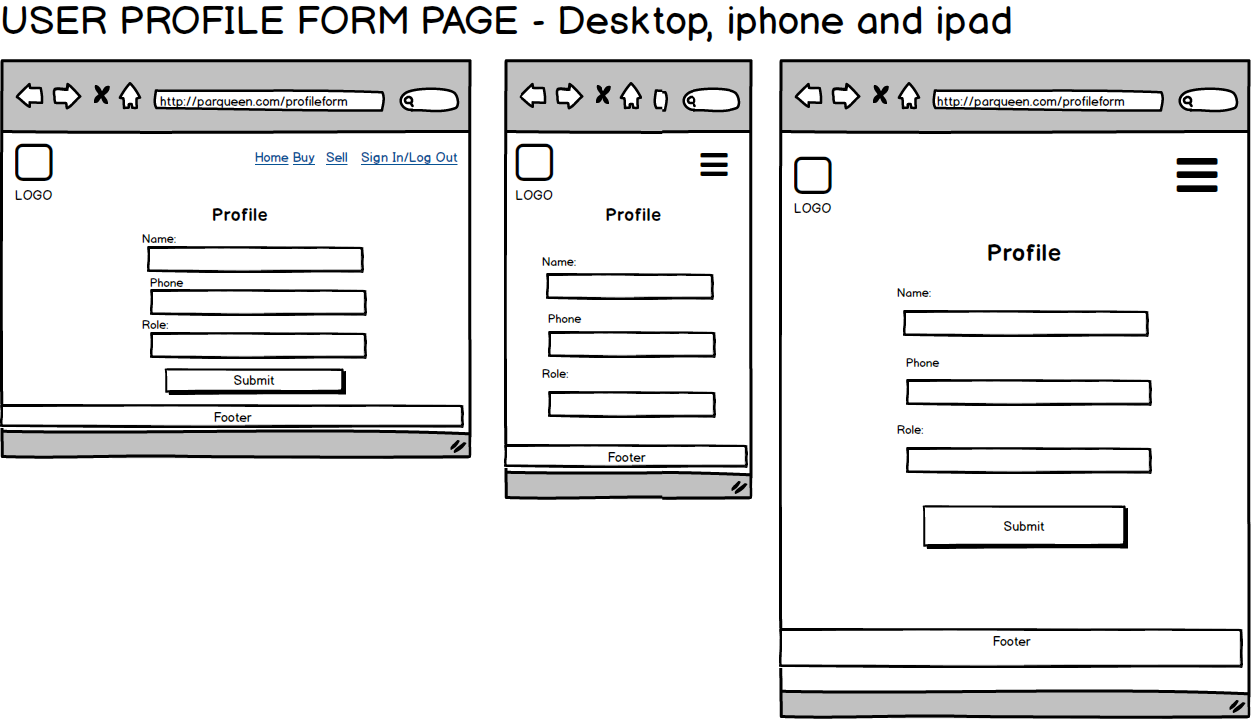 USER PROFILE FORM PAGE - Desktop, iphone and ipad
http://parqueen.com/profileform
LOGO
Home Buy Sell Sign In/Log Out
Profile
Name:
Phone
Role:
Submit
Footer
LOGO
Profile
Name:
Phone
Role:
Footer
http://parqueen.com/profileform
LOGO
Profile
Name:
Phone
Role:
Submit
Footer